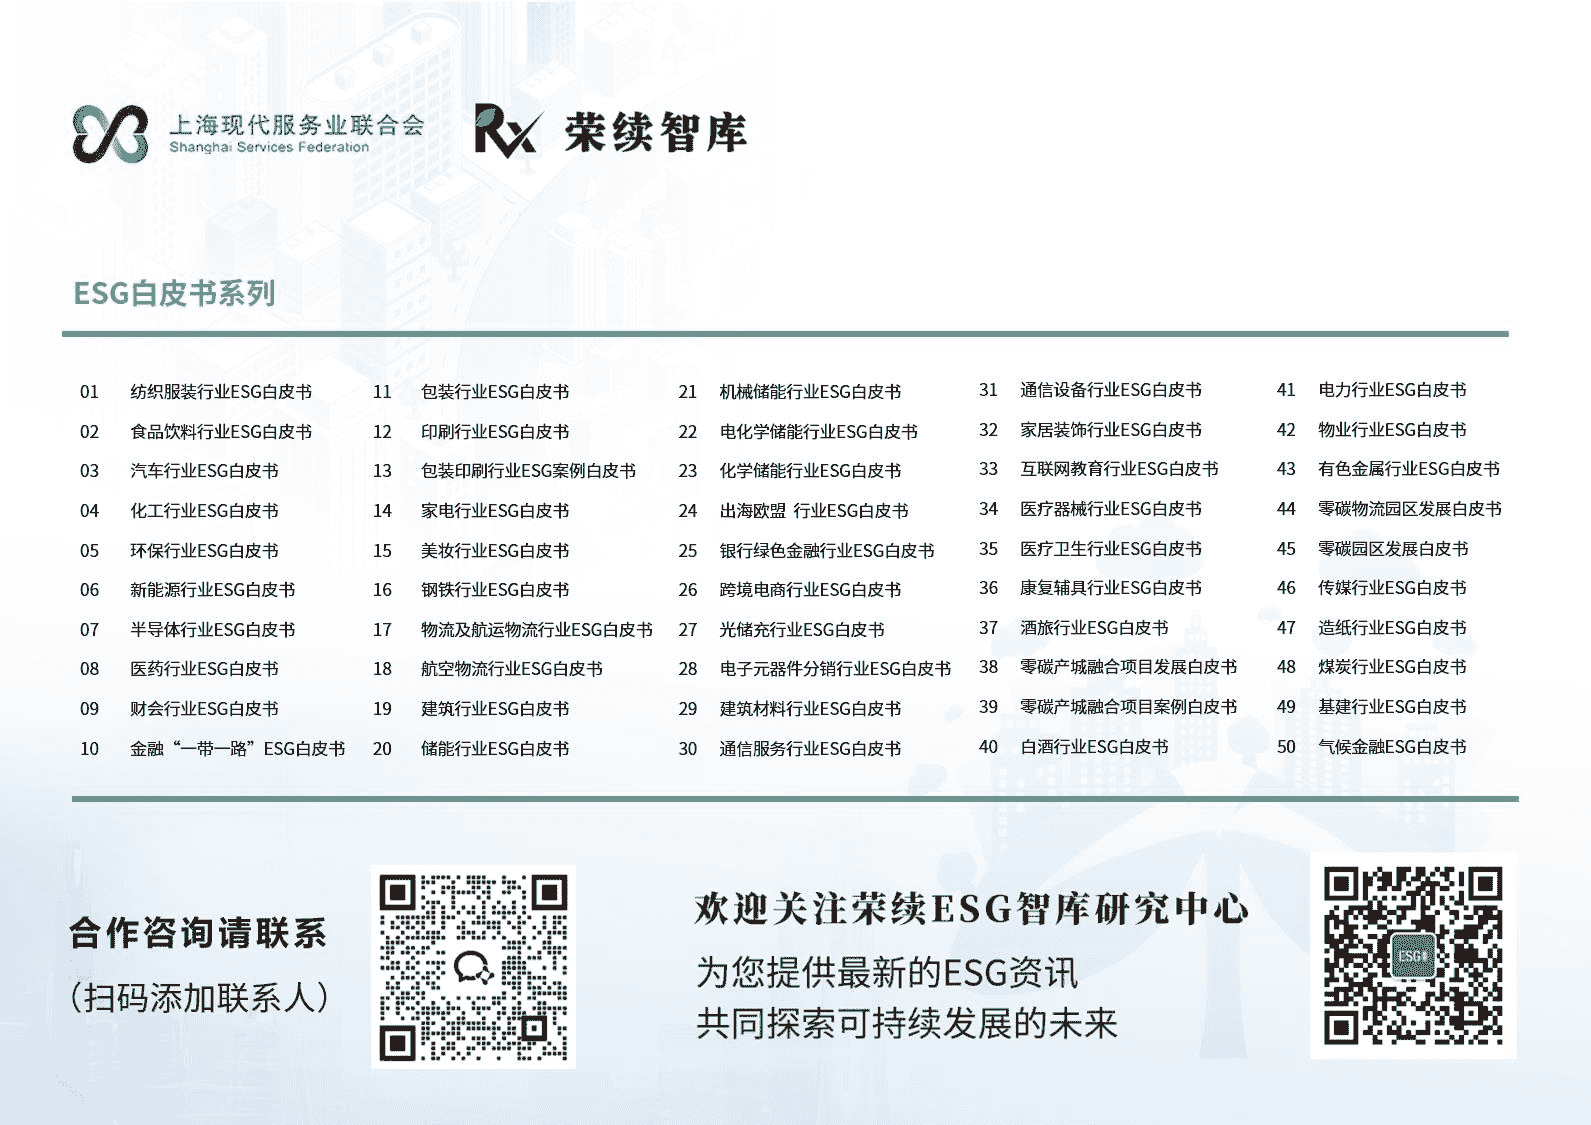 上海现代服务业联合会
Shanghai Services Federation
Rx 荣续智库
ESG白皮书系列
01 纺织服装行业ESG白皮书
02 食品饮料行业ESG白皮书
03 汽车行业ESG白皮书
04 化工行业ESG白皮书
05 环保行业ESG白皮书
06 新能源行业ESG白皮书
07 半导体行业ESG白皮书
08 医药行业ESG白皮书
09 财会行业ESG白皮书
10 金融“一带一路”ESG白皮书
11 包装行业ESG白皮书
12 印刷行业ESG白皮书
13 包装印刷行业ESG案例白皮书
14 家电行业ESG白皮书
15 美妆行业ESG白皮书
16 钢铁行业ESG白皮书
17 物流及航运物流行业ESG白皮书
18 航空物流行业ESG白皮书
19 建筑行业ESG白皮书
20 储能行业ESG白皮书
21 机械储能行业ESG白皮书
22 电化学储能行业ESG白皮书
23 化学储能行业ESG白皮书
24 出海欧盟 行业ESG白皮书
25 银行绿色金融行业ESG白皮书
26 跨境电商行业ESG白皮书
27 光储充行业ESG白皮书
28 电子元器件分销行业ESG白皮书
29 建筑材料行业ESG白皮书
30 通信服务行业ESG白皮书
31 通信设备行业ESG白皮书
32 家居装饰行业ESG白皮书
33 互联网教育行业ESG白皮书
34 医疗器械行业ESG白皮书
35 医疗卫生行业ESG白皮书
36 康复辅具行业ESG白皮书
37 酒旅行业ESG白皮书
38 零碳产城融合项目发展白皮书
39 零碳产城融合项目案例白皮书
40 白酒行业ESG白皮书
41 电力行业ESG白皮书
42 物业行业ESG白皮书
43 有色金属行业ESG白皮书
44 零碳物流园区发展白皮书
45 零碳园区发展白皮书
46 传媒行业ESG白皮书
47 造纸行业ESG白皮书
48 煤炭行业ESG白皮书
49 基建行业ESG白皮书
50 气候金融ESG白皮书
合作咨询请联系
（扫码添加联系人）
欢迎关注荣续ESG智库研究中心
为您提供最新的ESG资讯
共同探索可持续发展的未来
ESG